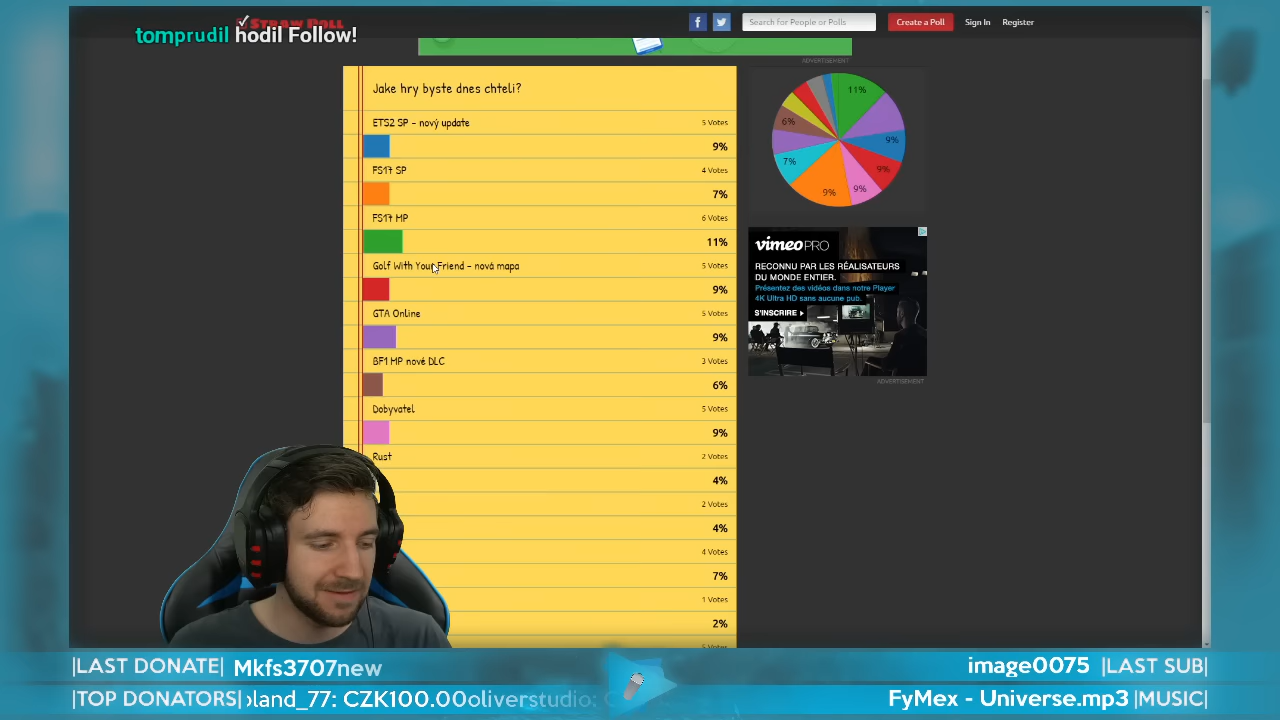 STRAW POLL
tomprudil hodil Follow!
Search for People or Polls
Create a Poll
Sign In
Register
ADVERTISEMENT
Jake hry byste dnes chteli?
ETS2 SP - nový update
5 Votes
9%
FS17 SP
4 Votes
7%
FS17 MP
6 Votes
11%
Golf With Your Friend - nová mapa
5 Votes
9%
GTA Online
5 Votes
9%
BF1 MP nové DLC
3 Votes
6%
Dobyvatel
5 Votes
9%
Rust
2 Votes
4%
2 Votes
4%
4 Votes
7%
1 Votes
2%
11%
9%
9%
9%
9%
7%
6%
vimeo PRO
RECONNU PAR LES RÉALISATEURS
DU MONDE ENTIER.
Présentez des vidéos dans notre Player
4K Ultra HD sans aucune pub.
S'INSCRIRE
ADVERTISEMENT
|LAST DONATE| Mkfs3707new
image0075 |LAST SUB|
|TOP DONATORS| oland_77: CZK100.00oliverstudio:
FyMex - Universe.mp3 |MUSIC|